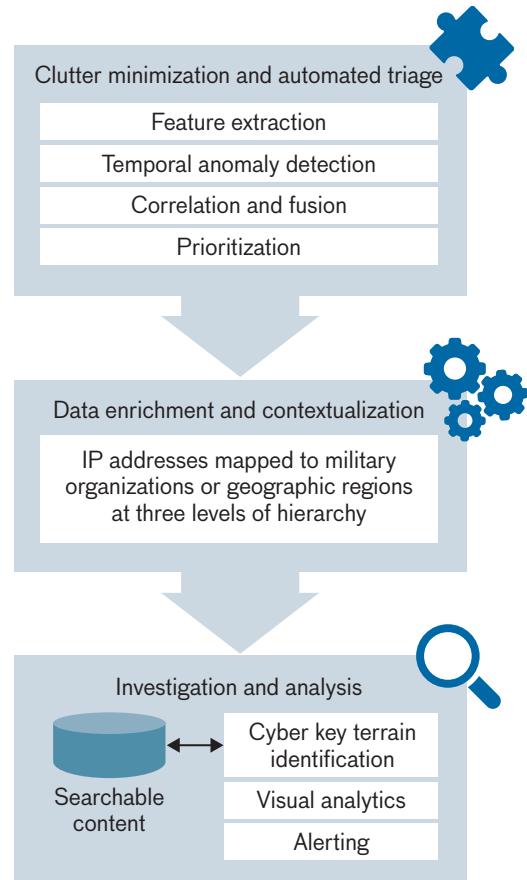 Clutter minimization and automated triage
Feature extraction
Temporal anomaly detection
Correlation and fusion
Prioritization
Data enrichment and contextualization
IP addresses mapped to military
organizations or geographic regions
at three levels of hierarchy
Investigation and analysis
Searchable
content
Cyber key terrain
identification
Visual analytics
Alerting